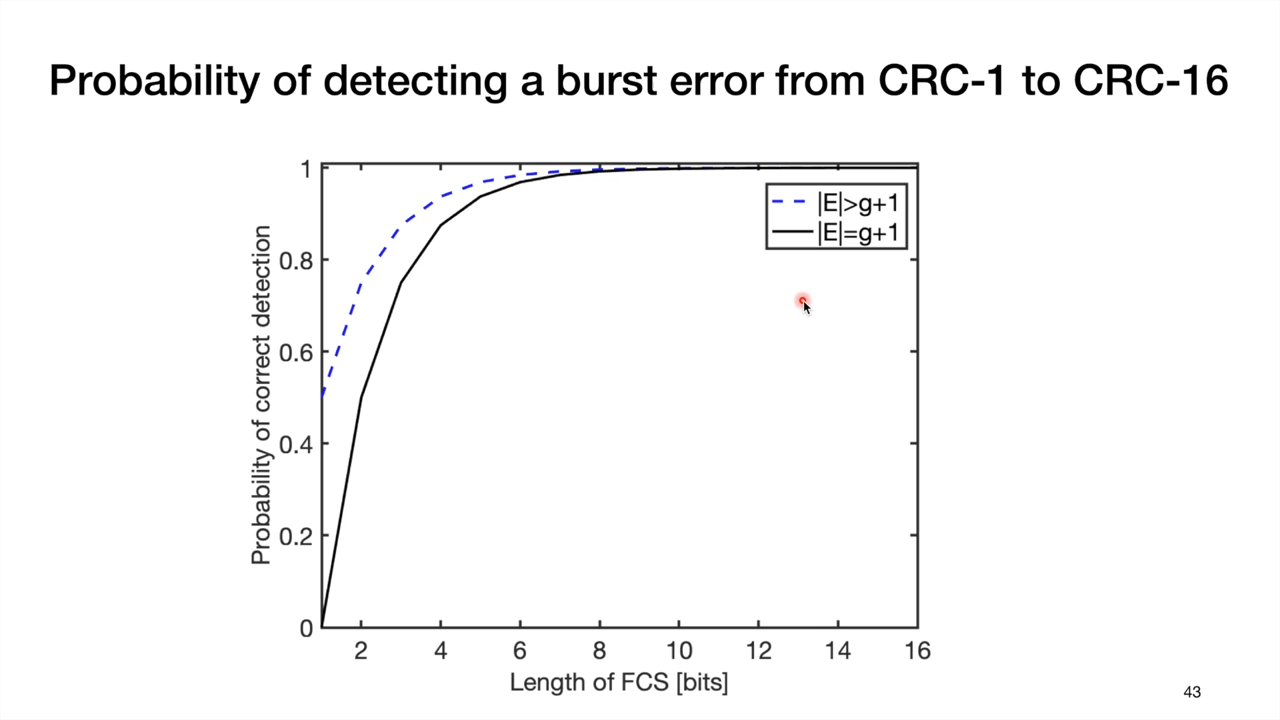 Probability of detecting a burst error from CRC-1 to CRC-16
1
0.8
0.6
0.4
0.2
0
Probability of correct detection
|E|>g+1
|E|=g+1
2 4 6 8 10 12 14 16
Length of FCS [bits]
43